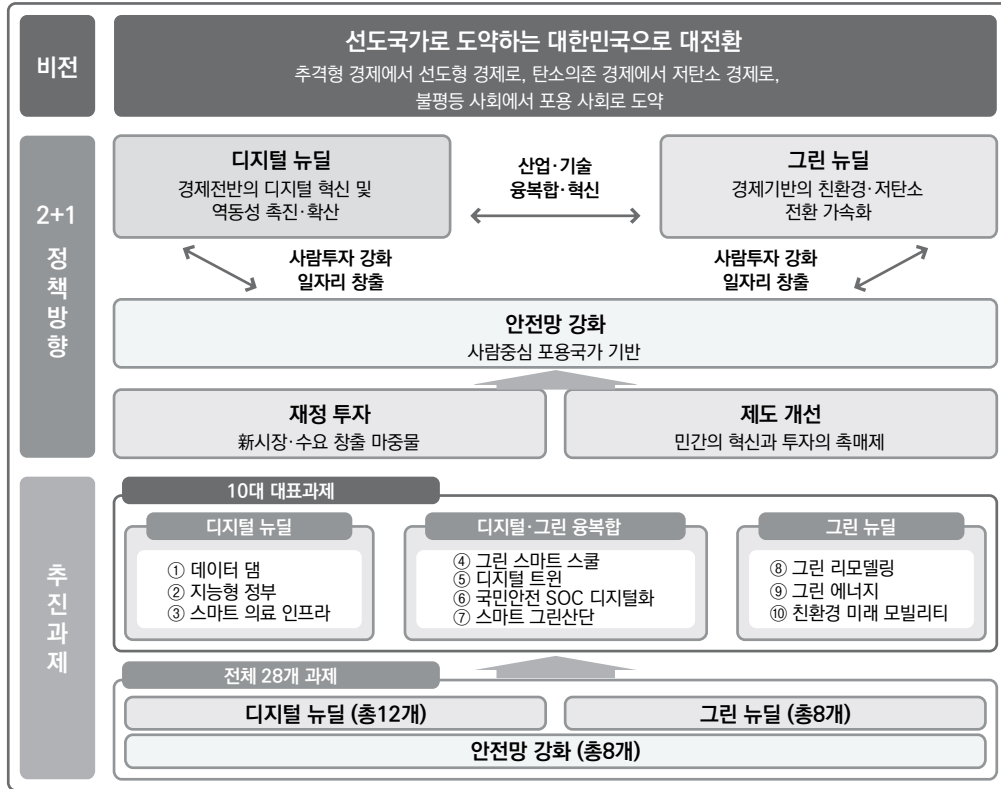 비전
선도국가로 도약하는 대한민국으로 대전환
추격형 경제에서 선도형 경제로, 탄소의존 경제에서 저탄소 경제로,
불평등 사회에서 포용 사회로 도약
2+1
정
책
방
향
디지털 뉴딜
경제전반의 디지털 혁신 및
역동성 촉진·확산
산업·기술
융복합·혁신
그린 뉴딜
경제기반의 친환경·저탄소
전환 가속화
사람투자 강화
일자리 창출
사람투자 강화
일자리 창출
안전망 강화
사람중심 포용국가 기반
재정 투자
新시장·수요 창출 마중물
제도 개선
민간의 혁신과 투자의 촉매제
추
진
과
제
10대 대표과제
디지털 뉴딜
① 데이터 댐
② 지능형 정부
③ 스마트 의료 인프라
디지털·그린 융복합
④ 그린 스마트 스쿨
⑤ 디지털 트윈
⑥ 국민안전 SOC 디지털화
⑦ 스마트 그린산단
그린 뉴딜
⑧ 그린 리모델링
⑨ 그린 에너지
⑩ 친환경 미래 모빌리티
전체 28개 과제
디지털 뉴딜 (총12개)
그린 뉴딜 (총8개)
안전망 강화 (총8개)